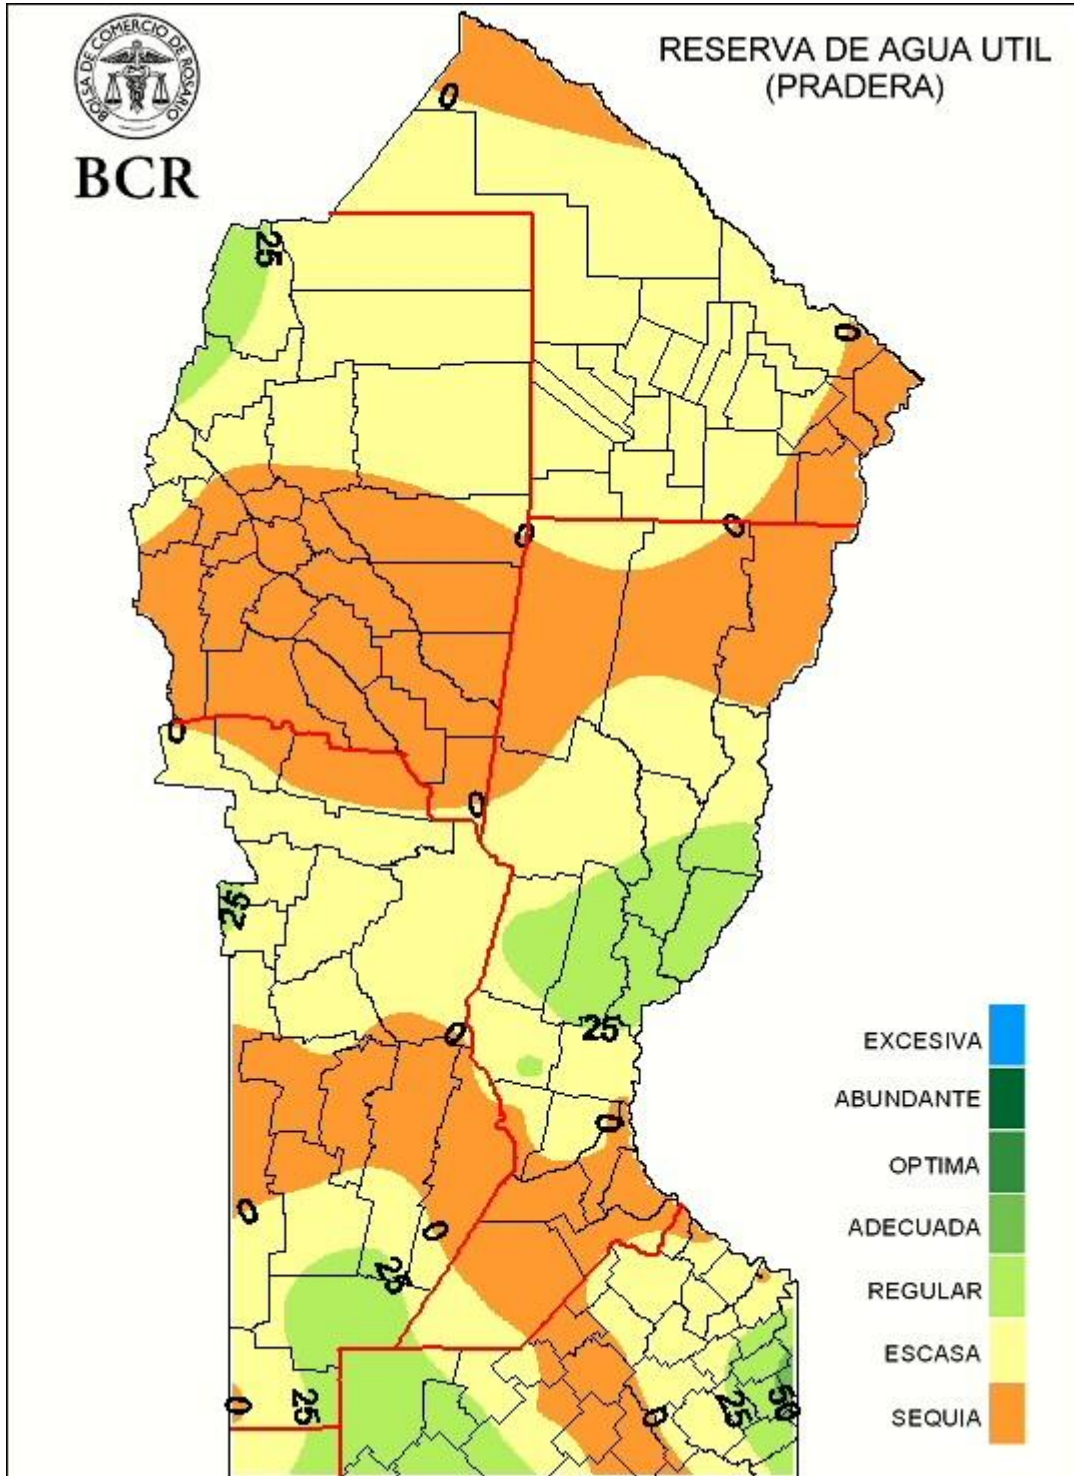 BOLSA DE COMERCIO DE ROSARIO
BCR
RESERVA DE AGUA UTIL
(PRADERA)
0
25
0
0
0
0
0
25
25
0
0
0
0
25
0
25
0
25
50
EXCESIVA
ABUNDANTE
OPTIMA
ADECUADA
REGULAR
ESCASA
SEQUIA